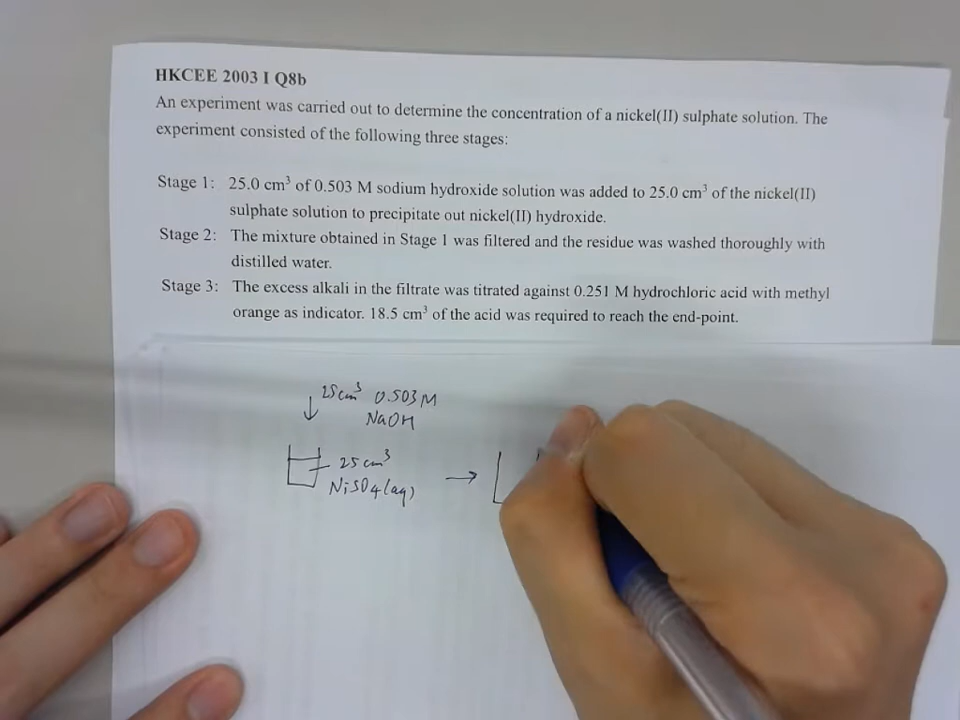 HKCEE 2003 I Q8b
An experiment was carried out to determine the concentration of a nickel(II) sulphate solution. The
experiment consisted of the following three stages:
Stage 1: 25.0 cm³ of 0.503 M sodium hydroxide solution was added to 25.0 cm³ of the nickel(II)
sulphate solution to precipitate out nickel(II) hydroxide.
Stage 2: The mixture obtained in Stage 1 was filtered and the residue was washed thoroughly with
distilled water.
Stage 3: The excess alkali in the filtrate was titrated against 0.251 M hydrochloric acid with methyl
orange as indicator. 18.5 cm³ of the acid was required to reach the end-point.
↓ 25cm³ 0.503M
NaOH
25cm³
NiSO4(aq) →